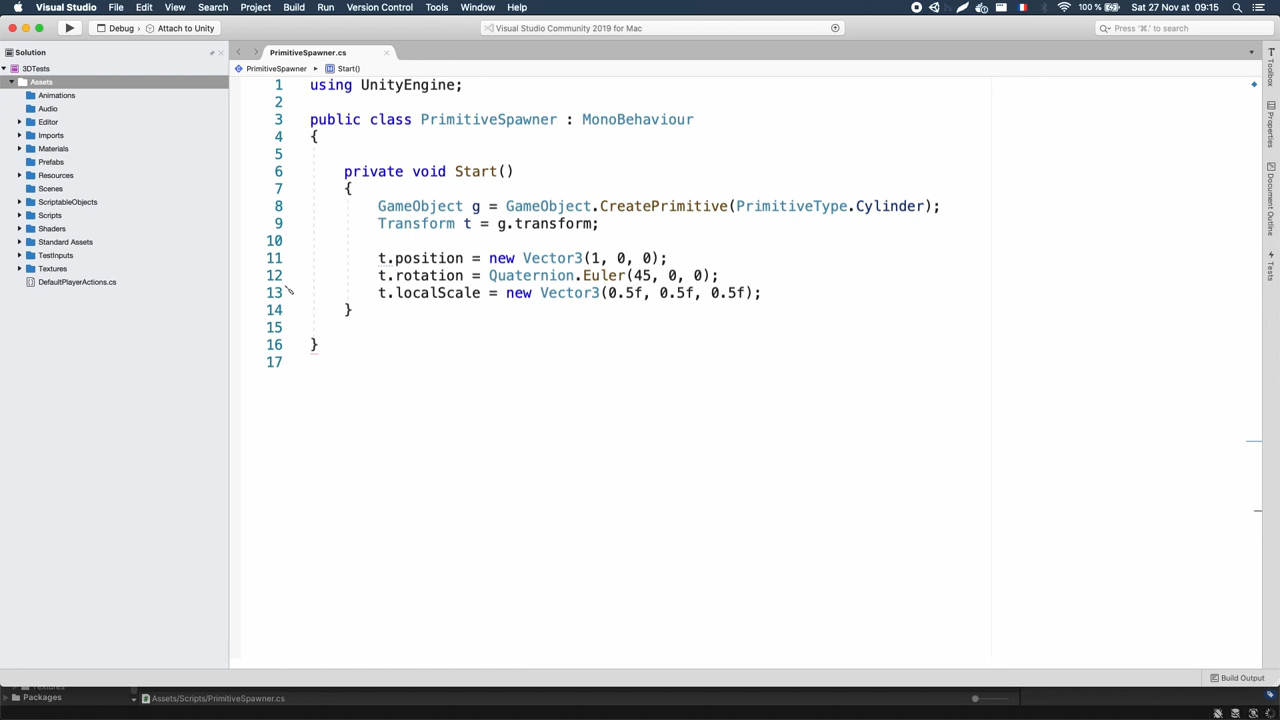 Visual Studio File Edit View Search Project Build Run Version Control Tools Window Help 100 % Sat 27 Nov at 09:15
Debug Attach to Unity Visual Studio Community 2019 for Mac Press '⌘.' to search
Solution
PrimitiveSpawner.cs
PrimitiveSpawner Start()
3DTests
Assets
Animations
Audio
Editor
Imports
Materials
Prefabs
Resources
Scenes
ScriptableObjects
Scripts
Shaders
Standard Assets
TestInputs
Textures
DefaultPlayerActions.cs
1 using UnityEngine;
2
3 public class PrimitiveSpawner : MonoBehaviour
4 {
5
6 private void Start()
7 {
8 GameObject g = GameObject.CreatePrimitive(PrimitiveType.Cylinder);
9 Transform t = g.transform;
10
11 t.position = new Vector3(1, 0, 0);
12 t.rotation = Quaternion.Euler(45, 0, 0);
13 t.localScale = new Vector3(0.5f, 0.5f, 0.5f);
14 }
15
16 }
17
Toolbox
Properties
Document Outline
Tests
Build Output
Textures
Packages
Assets/Scripts/PrimitiveSpawner.cs